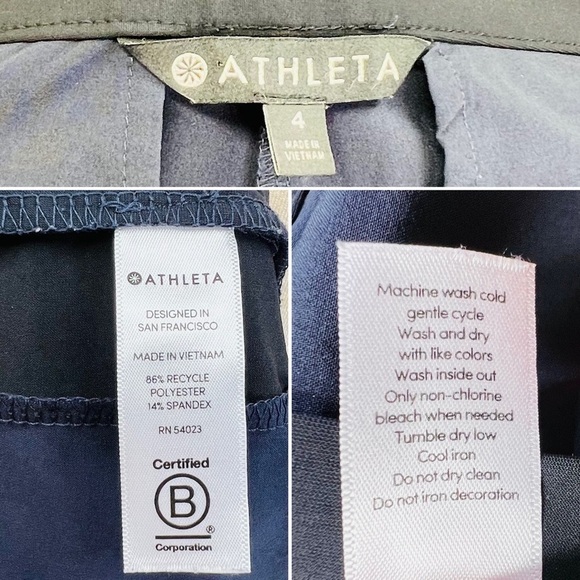 ATHLETA
4
MADE IN
VIETNAM
ATHLETA
DESIGNED IN
SAN FRANCISCO
MADE IN VIETNAM
86% RECYCLE
POLYESTER
14% SPANDEX
RN 54023
Certified
B
®
Corporation
Machine wash cold
gentle cycle
Wash and dry
with like colors
Wash inside out
Only non-chlorine
bleach when needed
Tumble dry low
Cool iron
Do not dry clean
Do not iron decoration